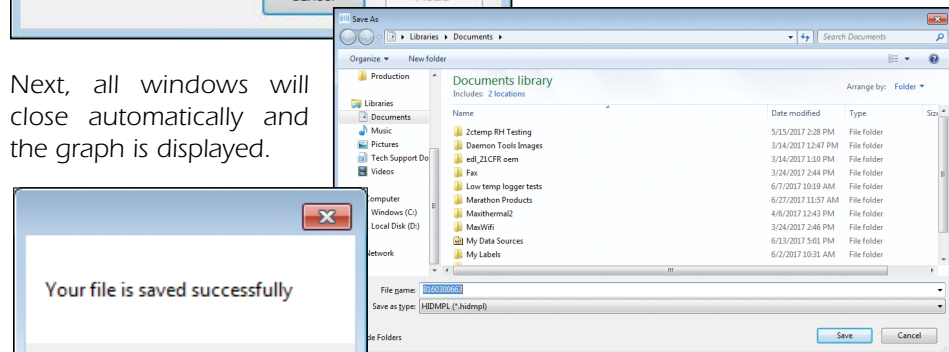 Save As
Libraries ▸ Documents ▸
Search Documents
Organize New folder
Production
Libraries
Documents
Music
Pictures
Tech Support Do
Videos
Computer
Windows (C:)
Local Disk (D:)
Network
Documents library
Includes: 2 locations
Arrange by: Folder
Name Date modified Type Size
2ctemp RH Testing 5/15/2017 2:28 PM File folder
Daemon Tools Images 3/14/2017 12:47 PM File folder
edl_21CFR oem 3/14/2017 1:10 PM File folder
Fax 3/24/2017 2:44 PM File folder
Low temp logger tests 6/7/2017 10:19 AM File folder
Marathon Products 6/27/2017 11:57 AM File folder
Maxithermal2 4/6/2017 12:43 PM File folder
MaxWifi 3/24/2017 2:46 PM File folder
My Data Sources 6/13/2017 5:01 PM File folder
My Labels 6/2/2017 10:31 AM File folder
File name: 8160300663
Save as type: HIDMPL (*.hidmpl)
de Folders
Save Cancel
Next, all windows will
close automatically and
the graph is displayed.
Your file is saved successfully